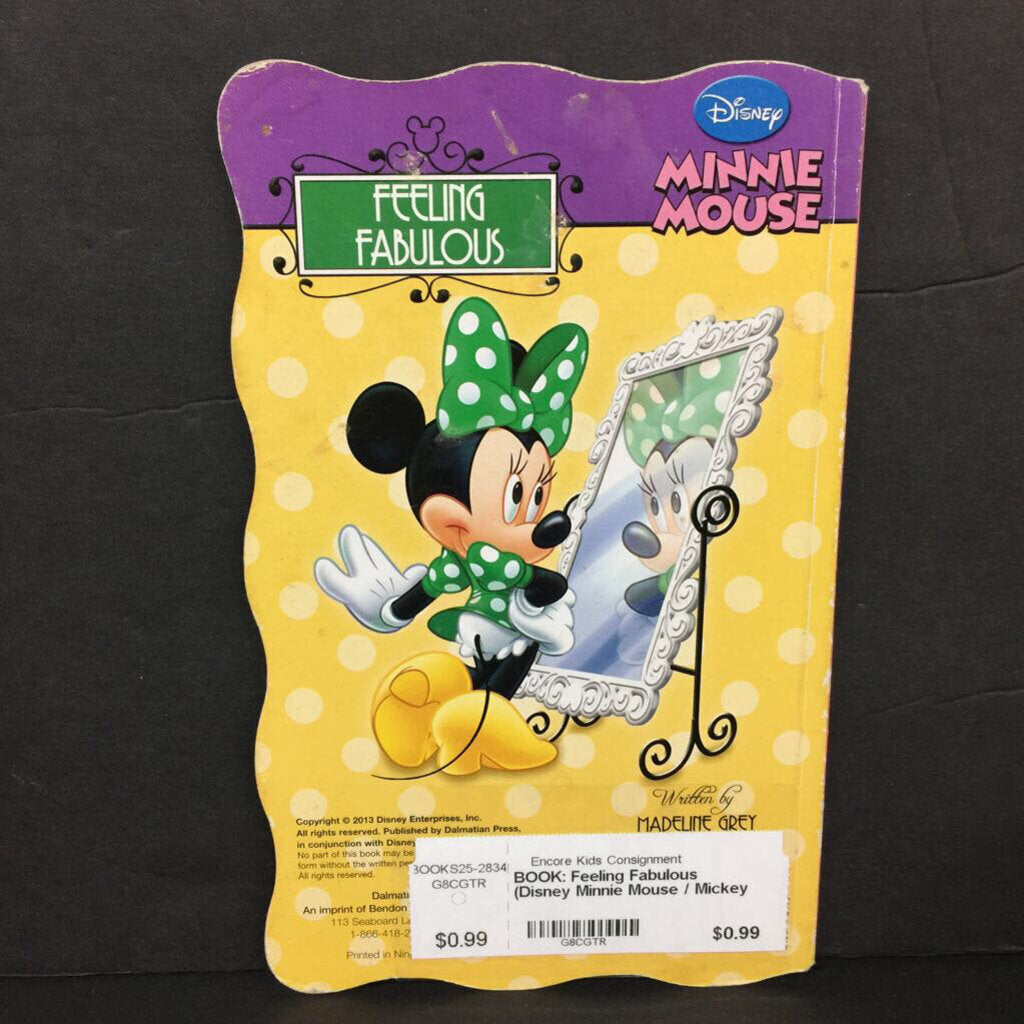 Disney
MINNIE
MOUSE
FEELING
FABULOUS
Written by
MADELINE GREY
Copyright © 2013 Disney Enterprises, Inc.
All rights reserved. Published by Dalmatian Press,
in conjunction with Disney
No part of this book may be
form without the written
All rights reserved.
An imprint of Bendon
113 Seaboard
Printed in
BOOKS25-2834
G8CGTR
$0.99
Encore Kids Consignment
BOOK: Feeling Fabulous
(Disney Minnie Mouse / Mickey
G8CGTR
$0.99